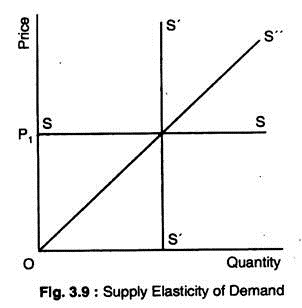 Price
S′
S′′
S
S
P₁
S′
O
Quantity
Fig. 3.9 : Supply Elasticity of Demand